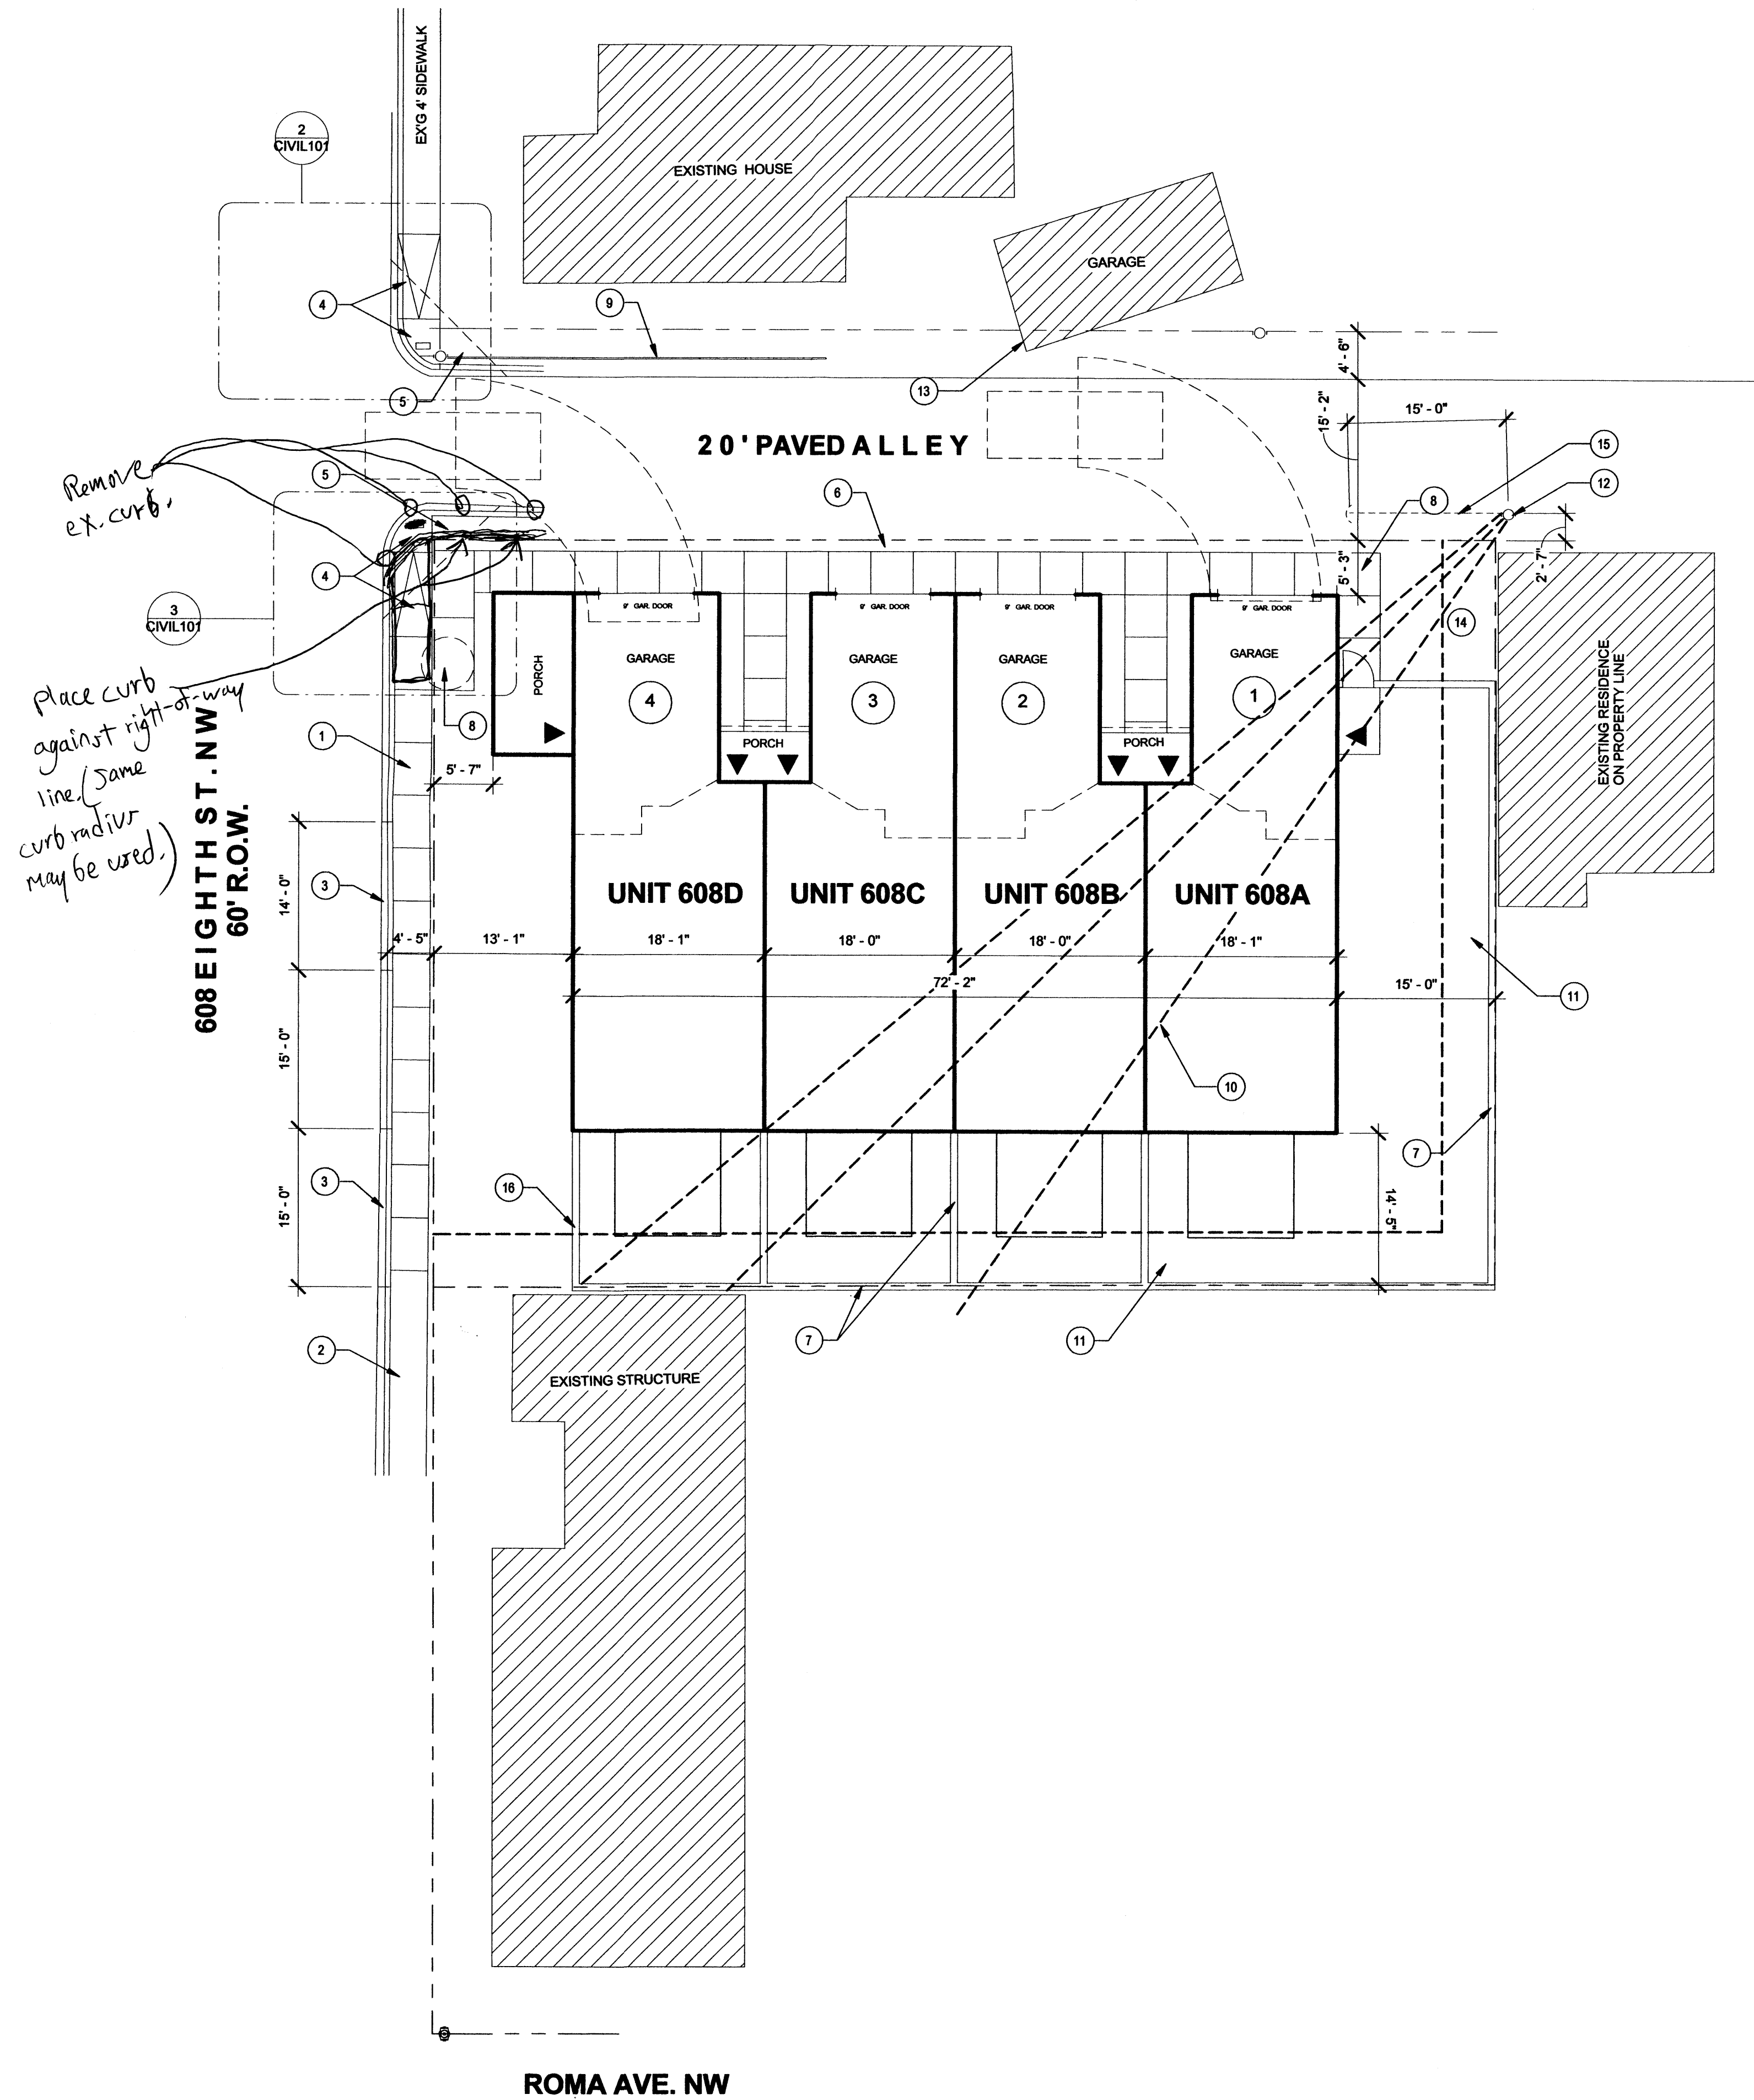 EX'G 4' SIDEWALK
2
CIVIL101
EXISTING HOUSE
GARAGE
4
9
5
13
4' - 6"
15' - 2"
15' - 0"
20' PAVED ALLEY
15
12
8
6
5
Remove
ex. curb.
4
3
CIVIL101
5' - 3"
2' - 7"
14
9' GAR. DOOR
9' GAR. DOOR
9' GAR. DOOR
9' GAR. DOOR
PORCH
GARAGE
4
GARAGE
3
GARAGE
2
GARAGE
1
PORCH
PORCH
EXISTING RESIDENCE
ON PROPERTY LINE
place curb
against right-of-way
line. (same
curb radius
may be used.)
608 EIGHTH ST. NW
60' R.O.W.
1
8
5' - 7"
14' - 0"
3
UNIT 608D
UNIT 608C
UNIT 608B
UNIT 608A
4' - 5"
13' - 1"
18' - 1"
18' - 0"
18' - 0"
18' - 1"
72' - 2"
15' - 0"
11
15' - 0"
10
7
3
15' - 0"
16
14' - 5"
2
7
11
EXISTING STRUCTURE
ROMA AVE. NW